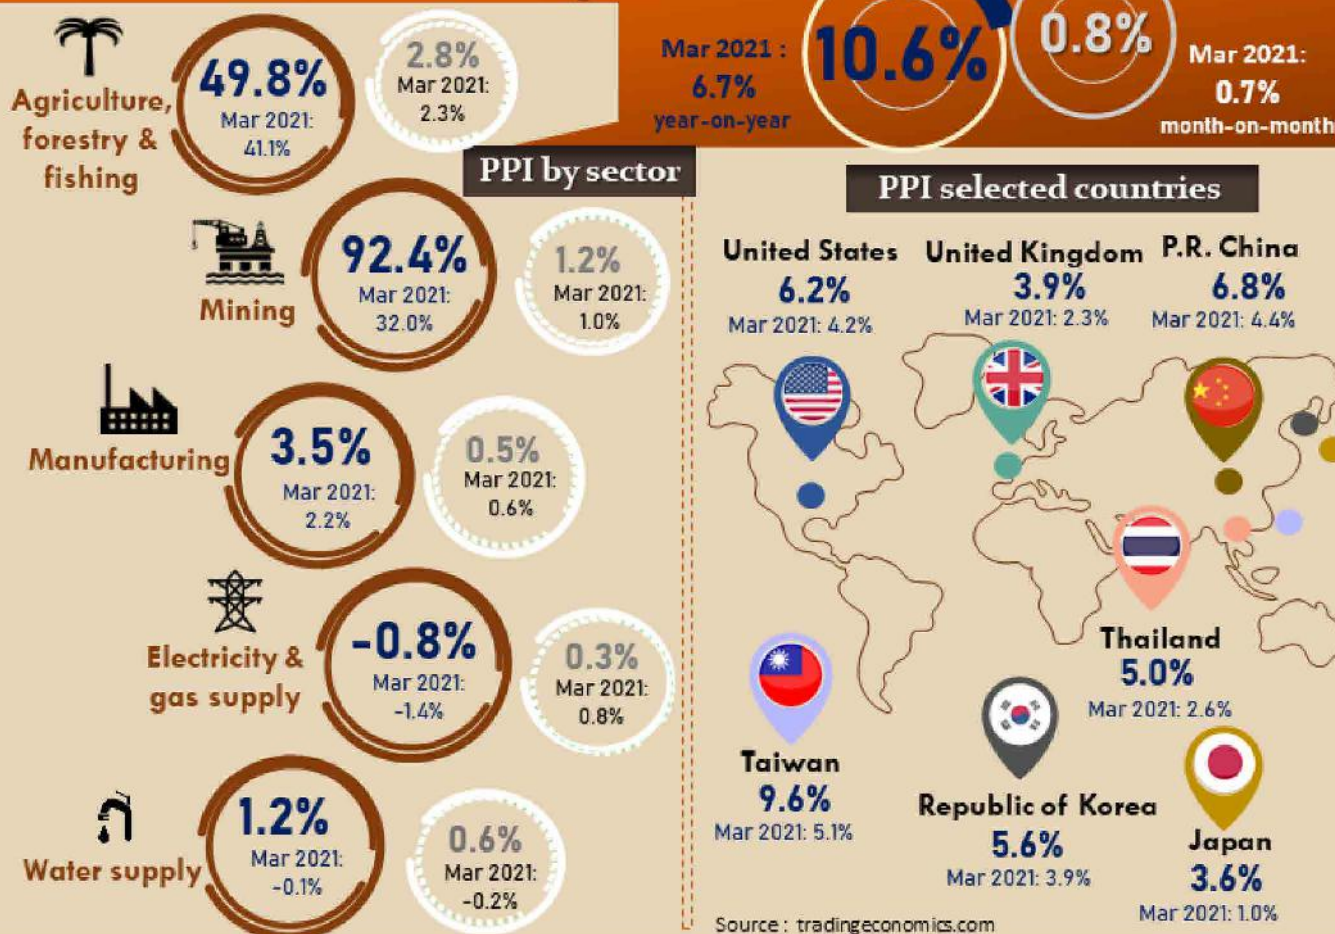 Mar 2021 :
6.7%
year-on-year
10.6%
0.8%
Mar 2021:
0.7%
month-on-month
Agriculture,
forestry &
fishing
49.8%
Mar 2021:
41.1%
2.8%
Mar 2021:
2.3%
PPI by sector
Mining
92.4%
Mar 2021:
32.0%
1.2%
Mar 2021:
1.0%
Manufacturing
3.5%
Mar 2021:
2.2%
0.5%
Mar 2021:
0.6%
Electricity &
gas supply
-0.8%
Mar 2021:
-1.4%
0.3%
Mar 2021:
0.8%
Water supply
1.2%
Mar 2021:
-0.1%
0.6%
Mar 2021:
-0.2%
PPI selected countries
United States
6.2%
Mar 2021: 4.2%
United Kingdom
3.9%
Mar 2021: 2.3%
P.R. China
6.8%
Mar 2021: 4.4%
Thailand
5.0%
Mar 2021: 2.6%
Taiwan
9.6%
Mar 2021: 5.1%
Republic of Korea
5.6%
Mar 2021: 3.9%
Japan
3.6%
Mar 2021: 1.0%
Source : tradingeconomics.com